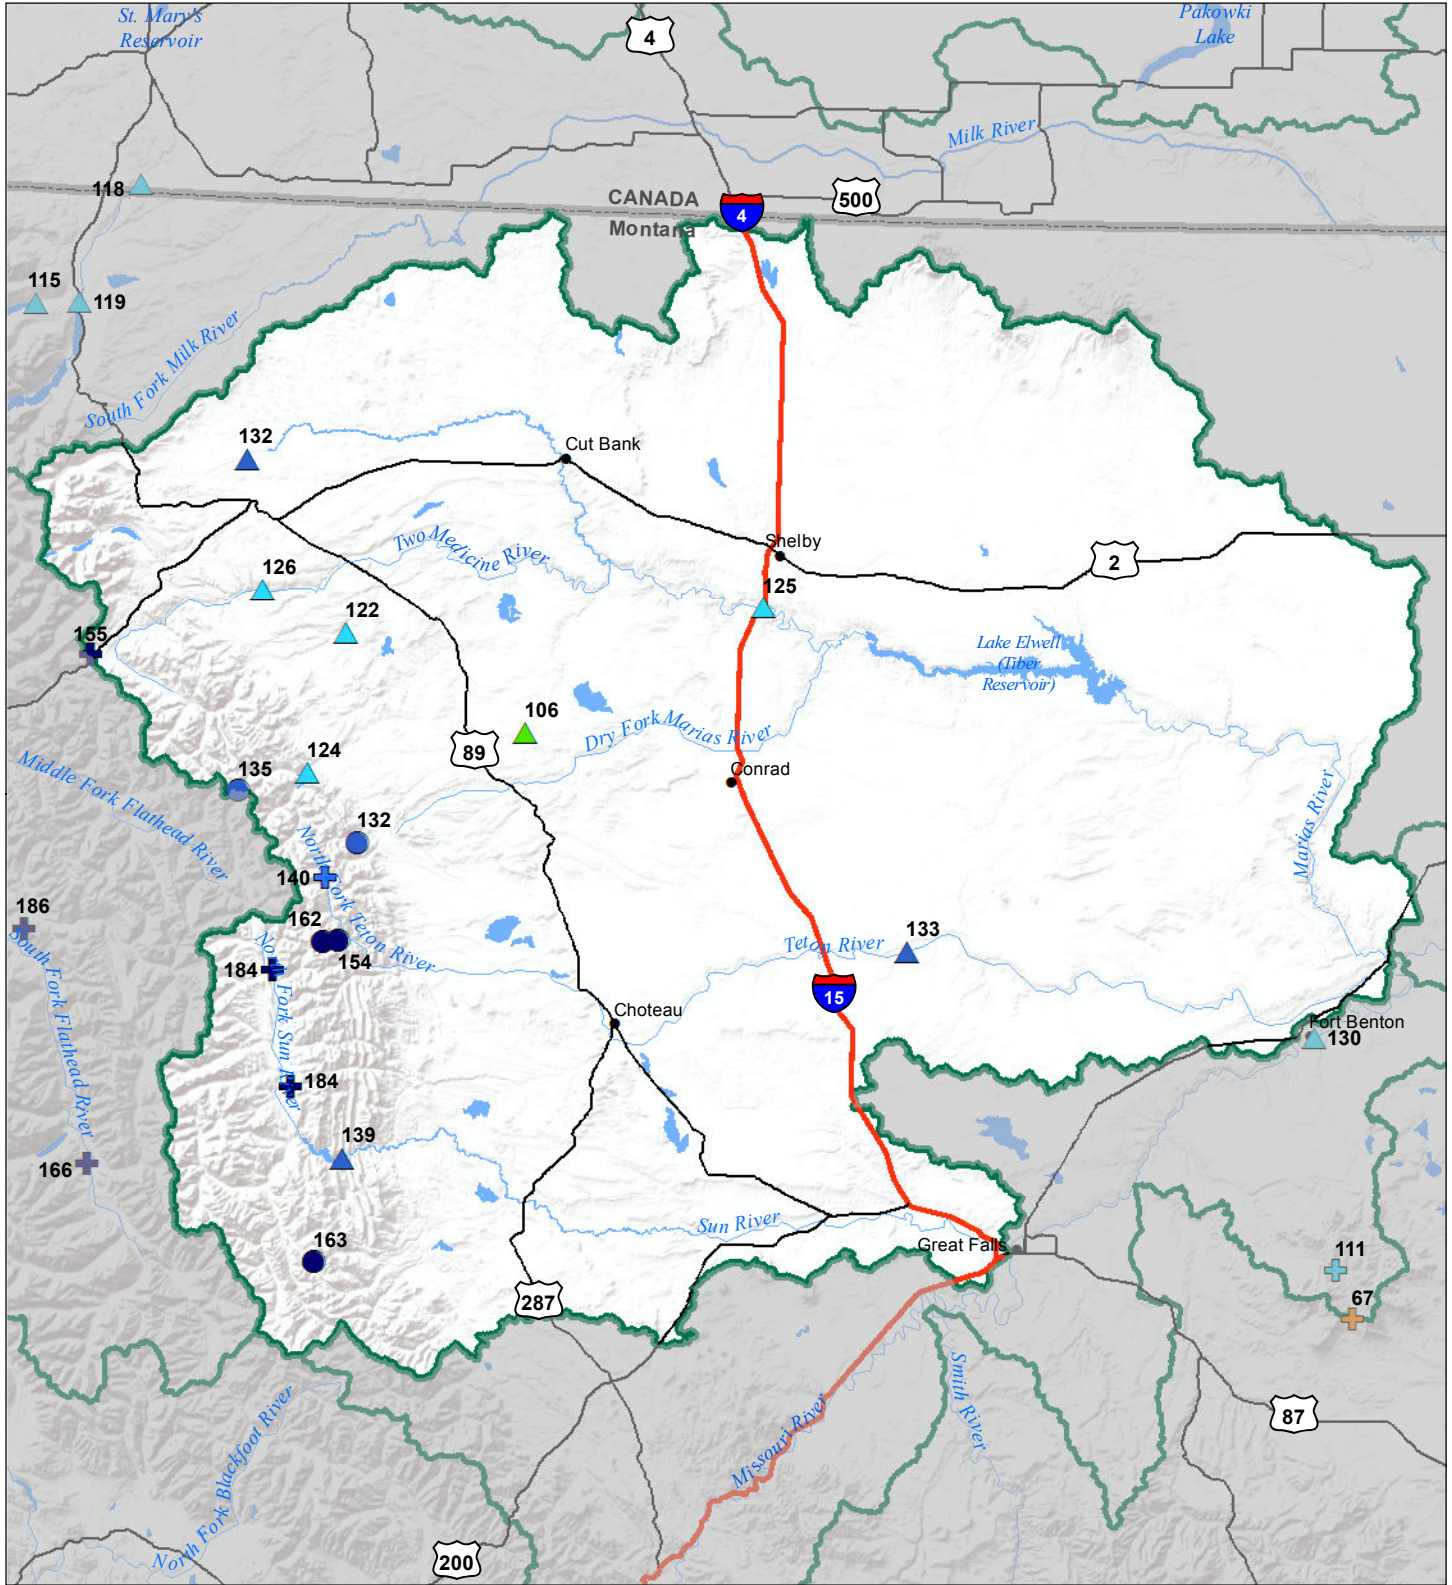 St. Mary's
Reservoir
Pakowki
Lake
4
Milk River
118
CANADA
500
4
Montana
115
119
South Fork Milk River
132
Cut Bank
Two Medicine River
Shelby
2
126
125
122
155
Lake Elwell
(Tiber
Reservoir)
106
Dry Fork Marias River
89
124
135
Conrad
Middle Fork Flathead River
Marias River
132
North Fork Teton River
140
186
162
133
South Fork Flathead River
North Fork Sun River
154
Teton River
184
15
Choteau
Fort Benton
130
184
139
166
Sun River
163
Great Falls
111
287
67
Smith River
Missouri River
87
North Fork Blackfoot River
200